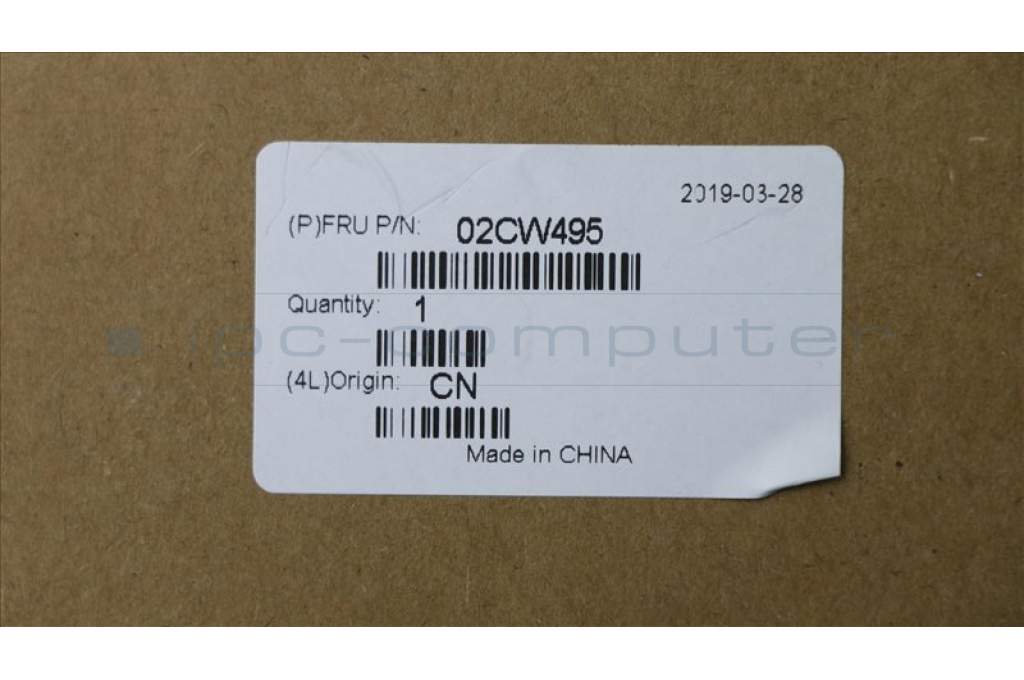 2019-03-28
(P)FRU P/N: 02CW495
Quantity: 1
ipc-computer
(4L)Origin: CN
Made in CHINA